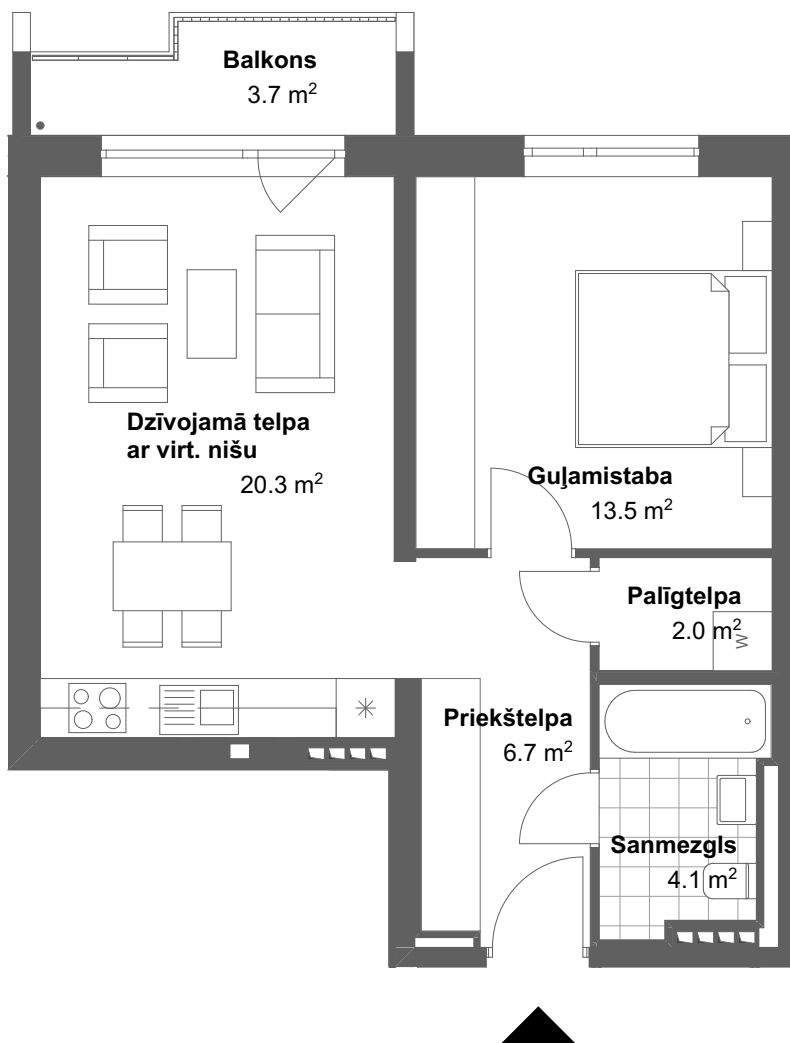 Balkons
3.7 m²
Dzīvojamā telpa
ar virt. nišu
20.3 m²
Guļamistaba
13.5 m²
Palīgtelpa
2.0 m²
W
Priekštelpa
6.7 m²
Sanmezgls
4.1 m²